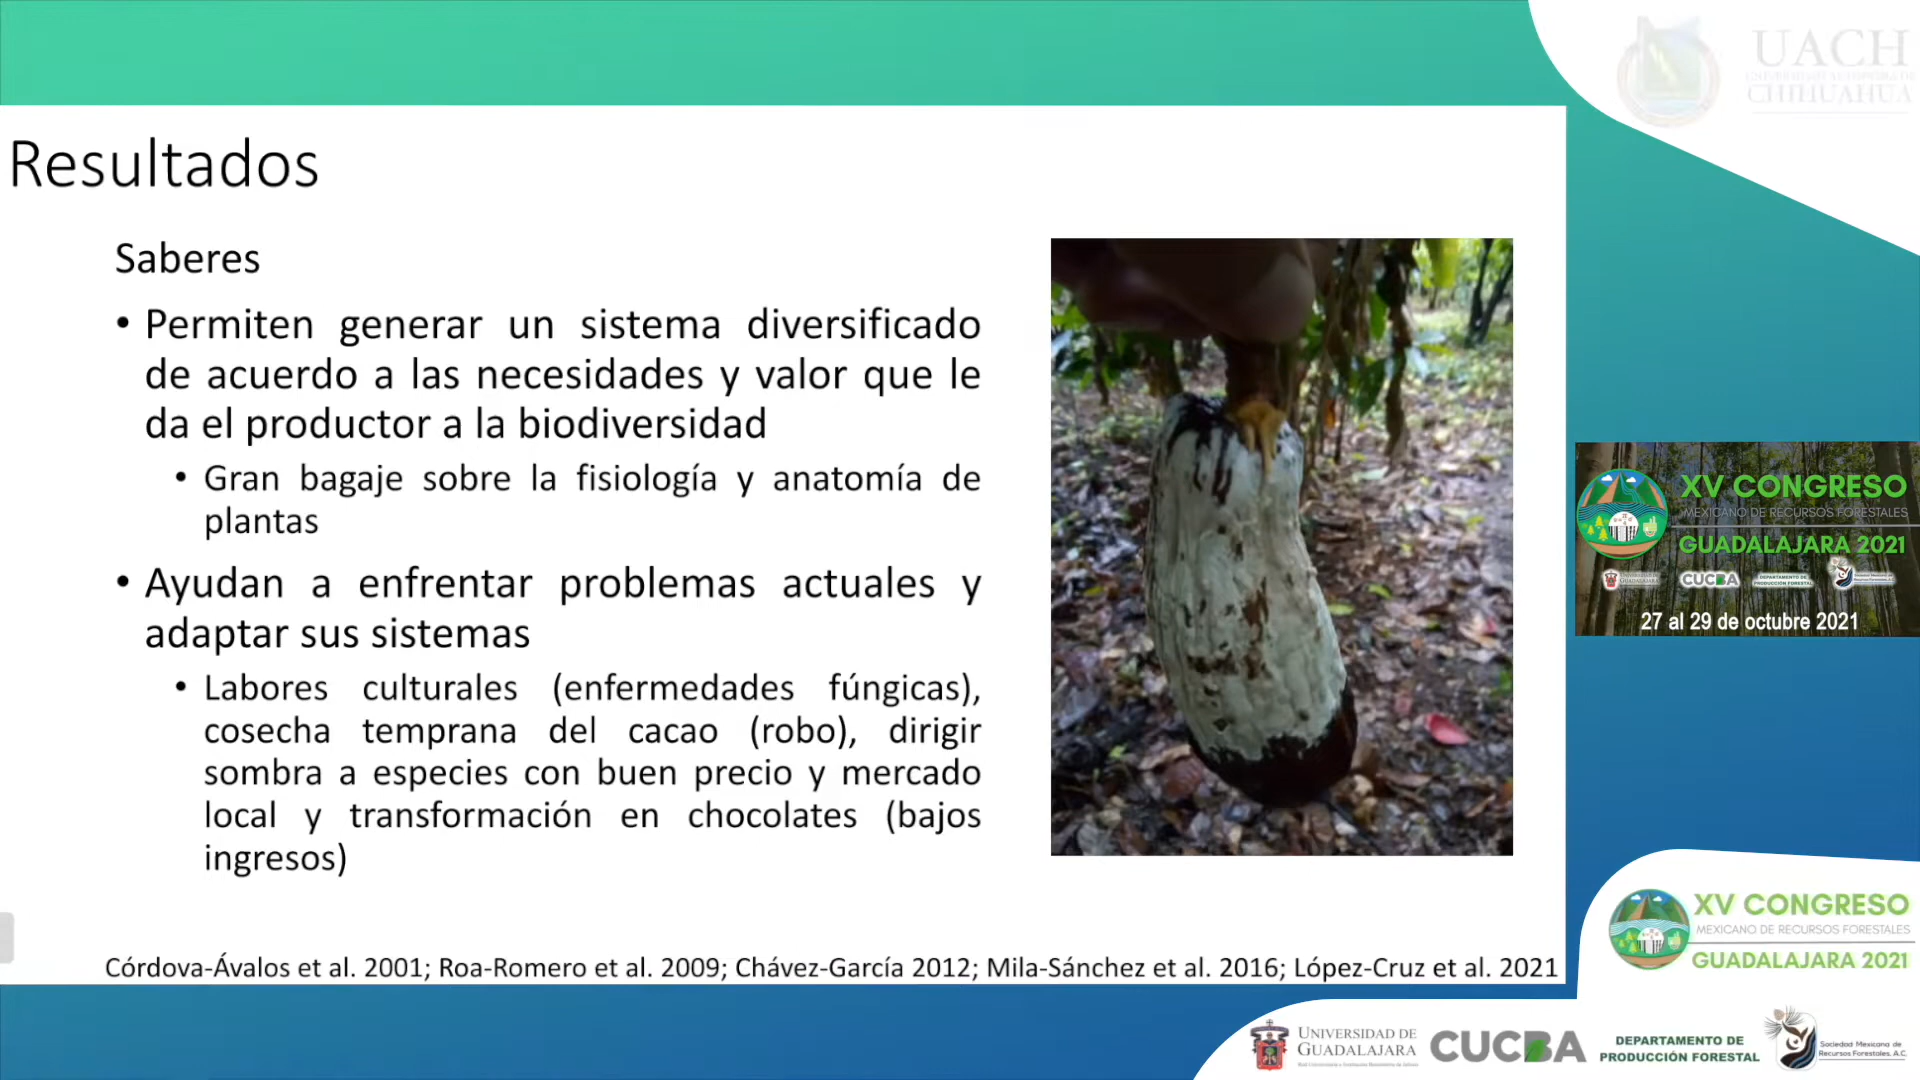 UACH
CHIHUAHUA
Resultados
Saberes
• Permiten generar un sistema diversificado
de acuerdo a las necesidades y valor que le
da el productor a la biodiversidad
• Gran bagaje sobre la fisiología y anatomía de
plantas
• Ayudan a enfrentar problemas actuales y
adaptar sus sistemas
• Labores culturales (enfermedades fúngicas),
cosecha temprana del cacao (robo), dirigir
sombra a especies con buen precio y mercado
local y transformación en chocolates (bajos
ingresos)
Córdova-Ávalos et al. 2001; Roa-Romero et al. 2009; Chávez-García 2012; Mila-Sánchez et al. 2016; López-Cruz et al. 2021
XV CONGRESO
MEXICANO DE RECURSOS FORESTALES
GUADALAJARA 2021
CUCBA
DEPARTAMENTO DE
PRODUCCIÓN FORESTAL
27 al 29 de octubre 2021
XV CONGRESO
MEXICANO DE RECURSOS FORESTALES
GUADALAJARA 2021
UNIVERSIDAD DE
GUADALAJARA
CUCBA
DEPARTAMENTO DE
PRODUCCIÓN FORESTAL
Sociedad Mexicana de
Recursos Forestales, A.C.